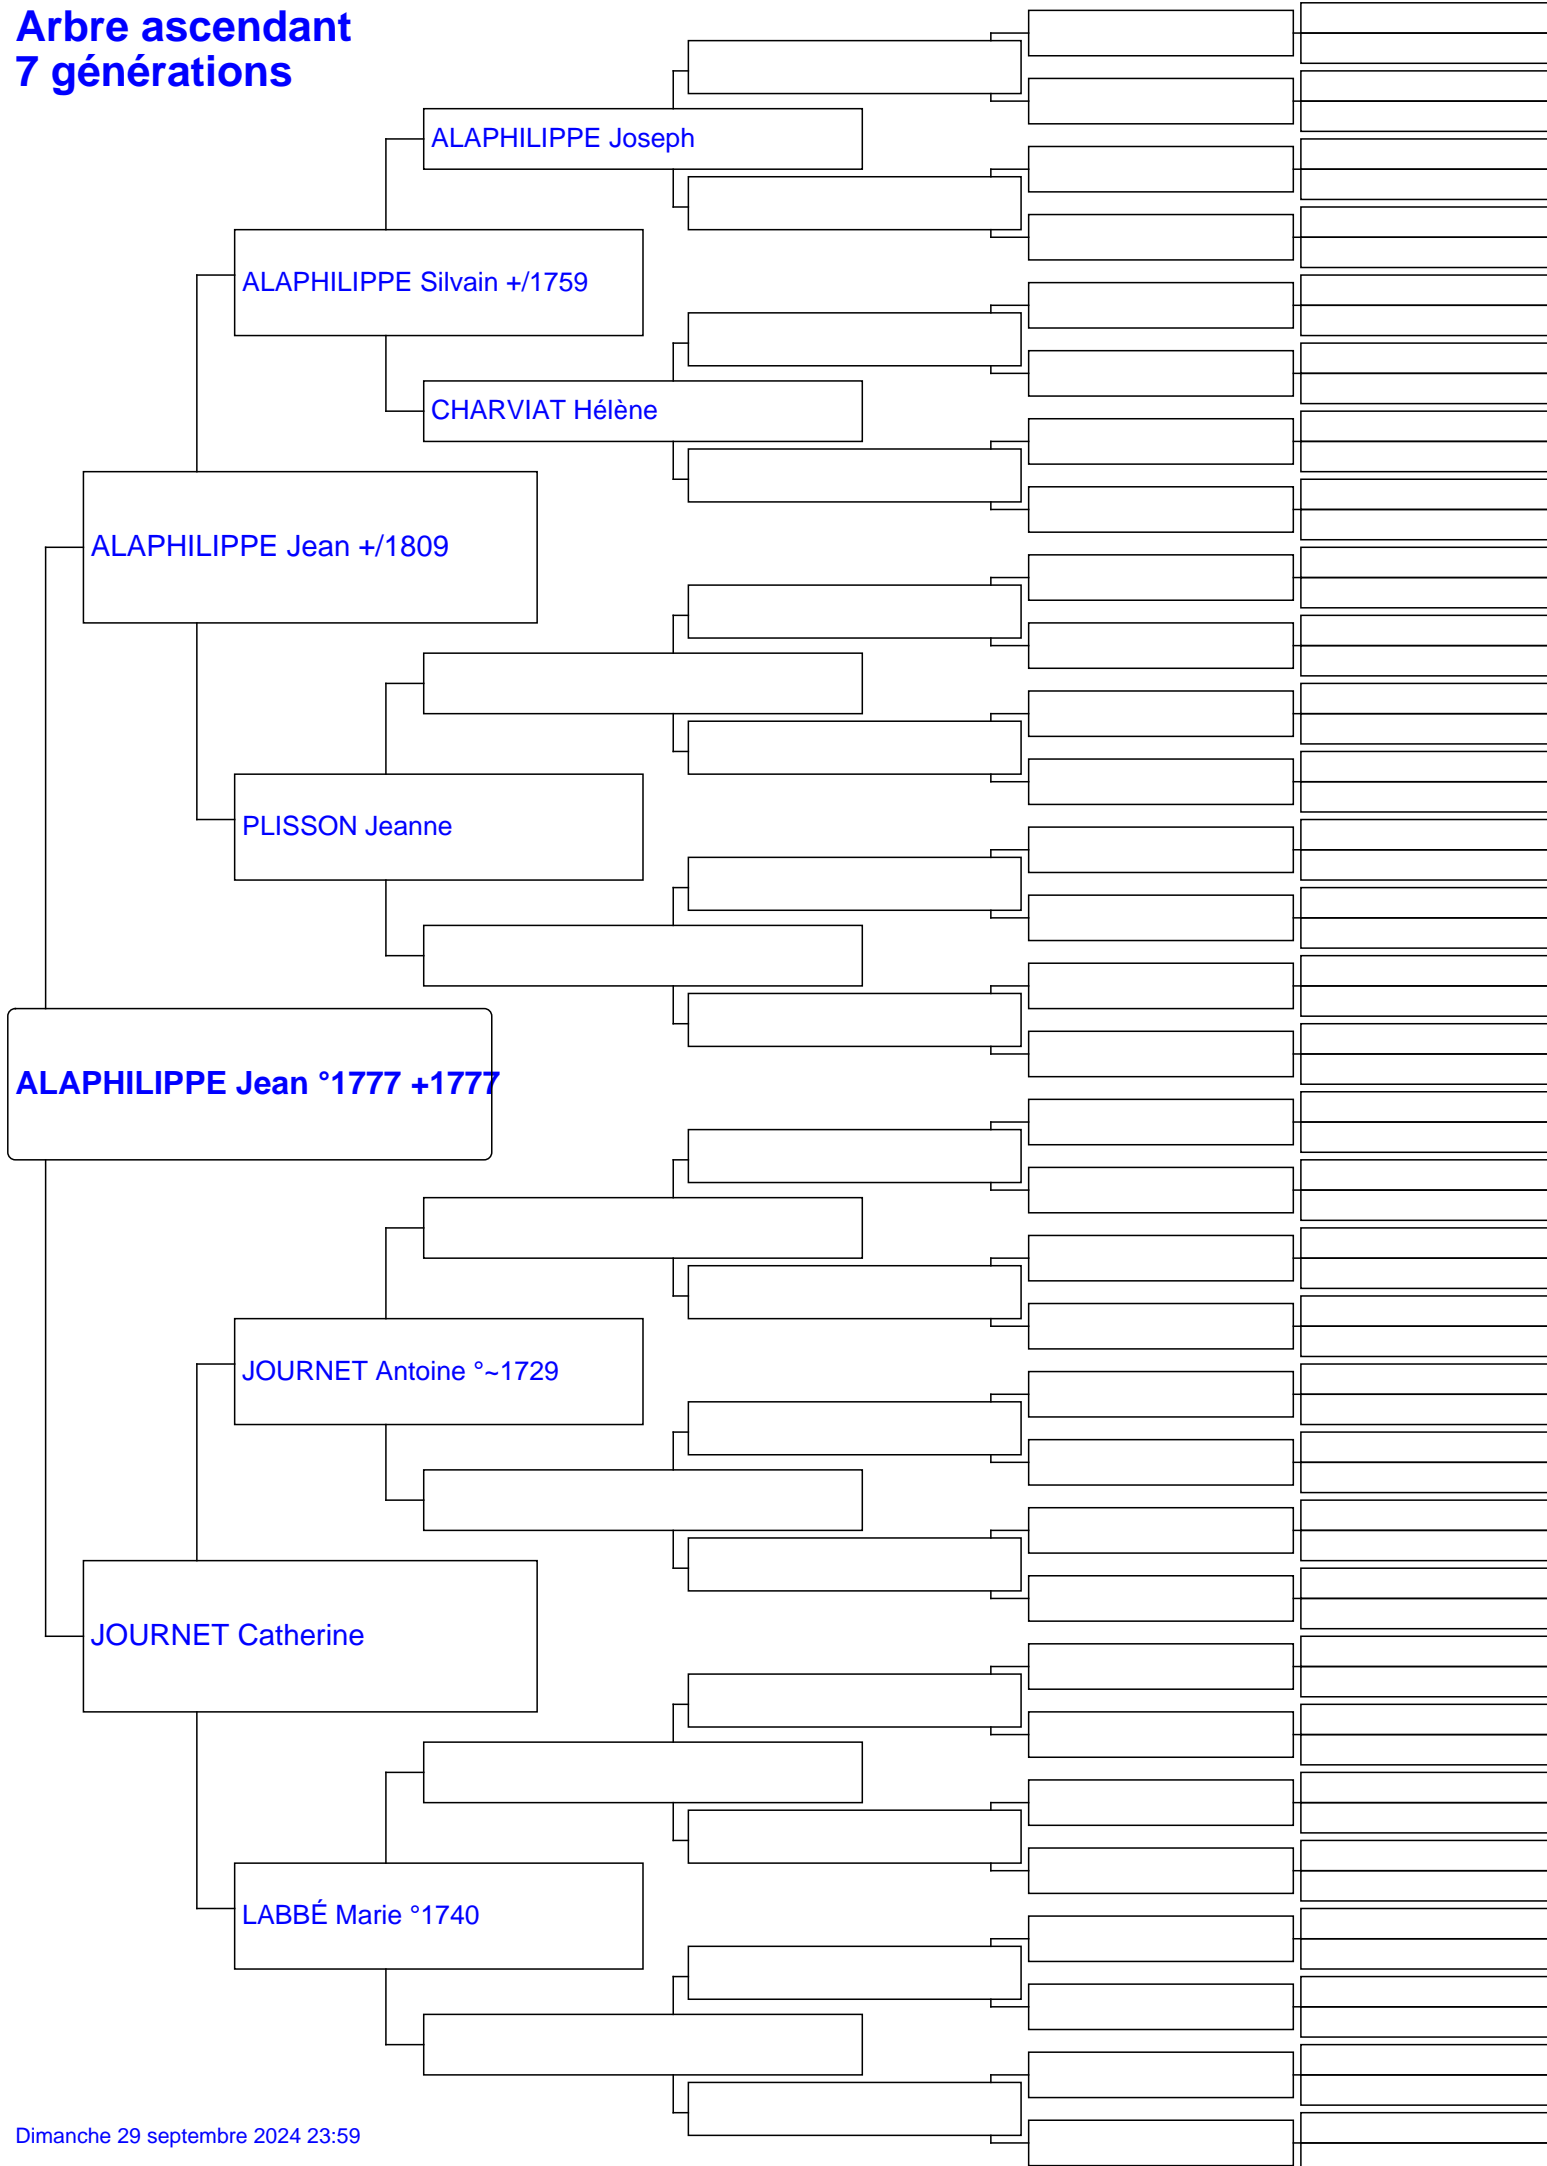 Arbre ascendant
7 générations
ALAPHILIPPE Joseph
ALAPHILIPPE Silvain +/1759
CHARVIAT Hélène
ALAPHILIPPE Jean +/1809
PLISSON Jeanne
ALAPHILIPPE Jean °1777 +1777
JOURNET Antoine °~1729
JOURNET Catherine
LABBÉ Marie °1740
Dimanche 29 septembre 2024 23:59